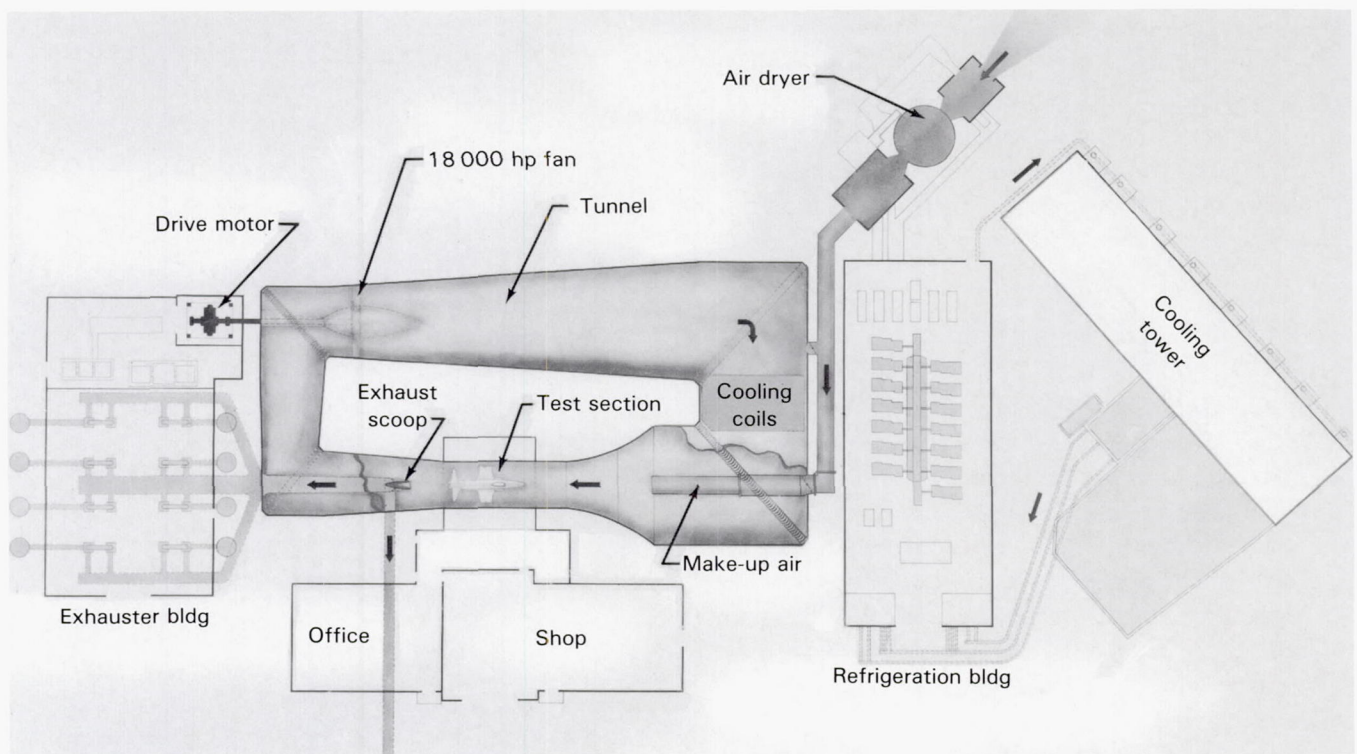 Air dryer
18 000 hp fan
Tunnel
Drive motor
Cooling
tower
Exhaust
scoop
Test section
Cooling
coils
Make-up air
Exhauster bldg
Office
Shop
Refrigeration bldg